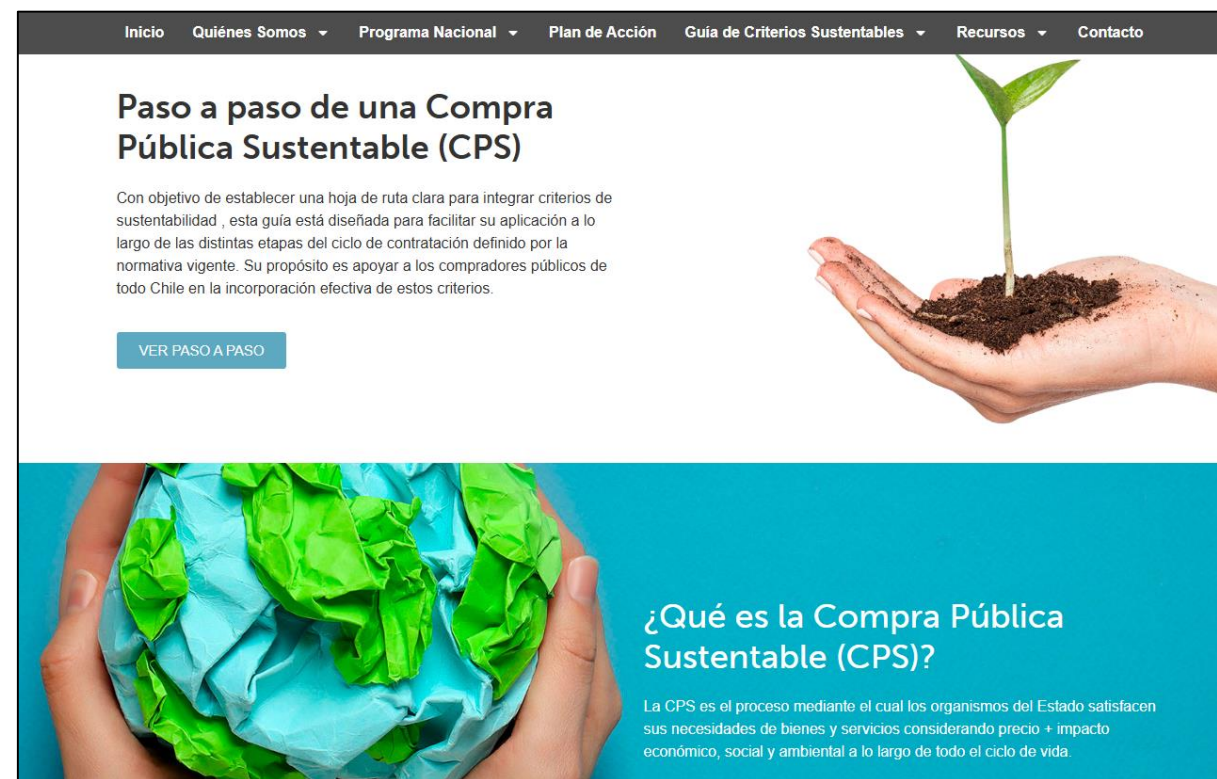 Inicio Quiénes Somos Programa Nacional Plan de Acción Guía de Criterios Sustentables Recursos Contacto
Paso a paso de una Compra
Pública Sustentable (CPS)
Con objetivo de establecer una hoja de ruta clara para integrar criterios de
sustentabilidad , esta guía está diseñada para facilitar su aplicación a lo
largo de las distintas etapas del ciclo de contratación definido por la
normativa vigente. Su propósito es apoyar a los compradores públicos de
todo Chile en la incorporación efectiva de estos criterios.
VER PASO A PASO
¿Qué es la Compra Pública
Sustentable (CPS)?
La CPS es el proceso mediante el cual los organismos del Estado satisfacen
sus necesidades de bienes y servicios considerando precio + impacto
económico, social y ambiental a lo largo de todo el ciclo de vida.